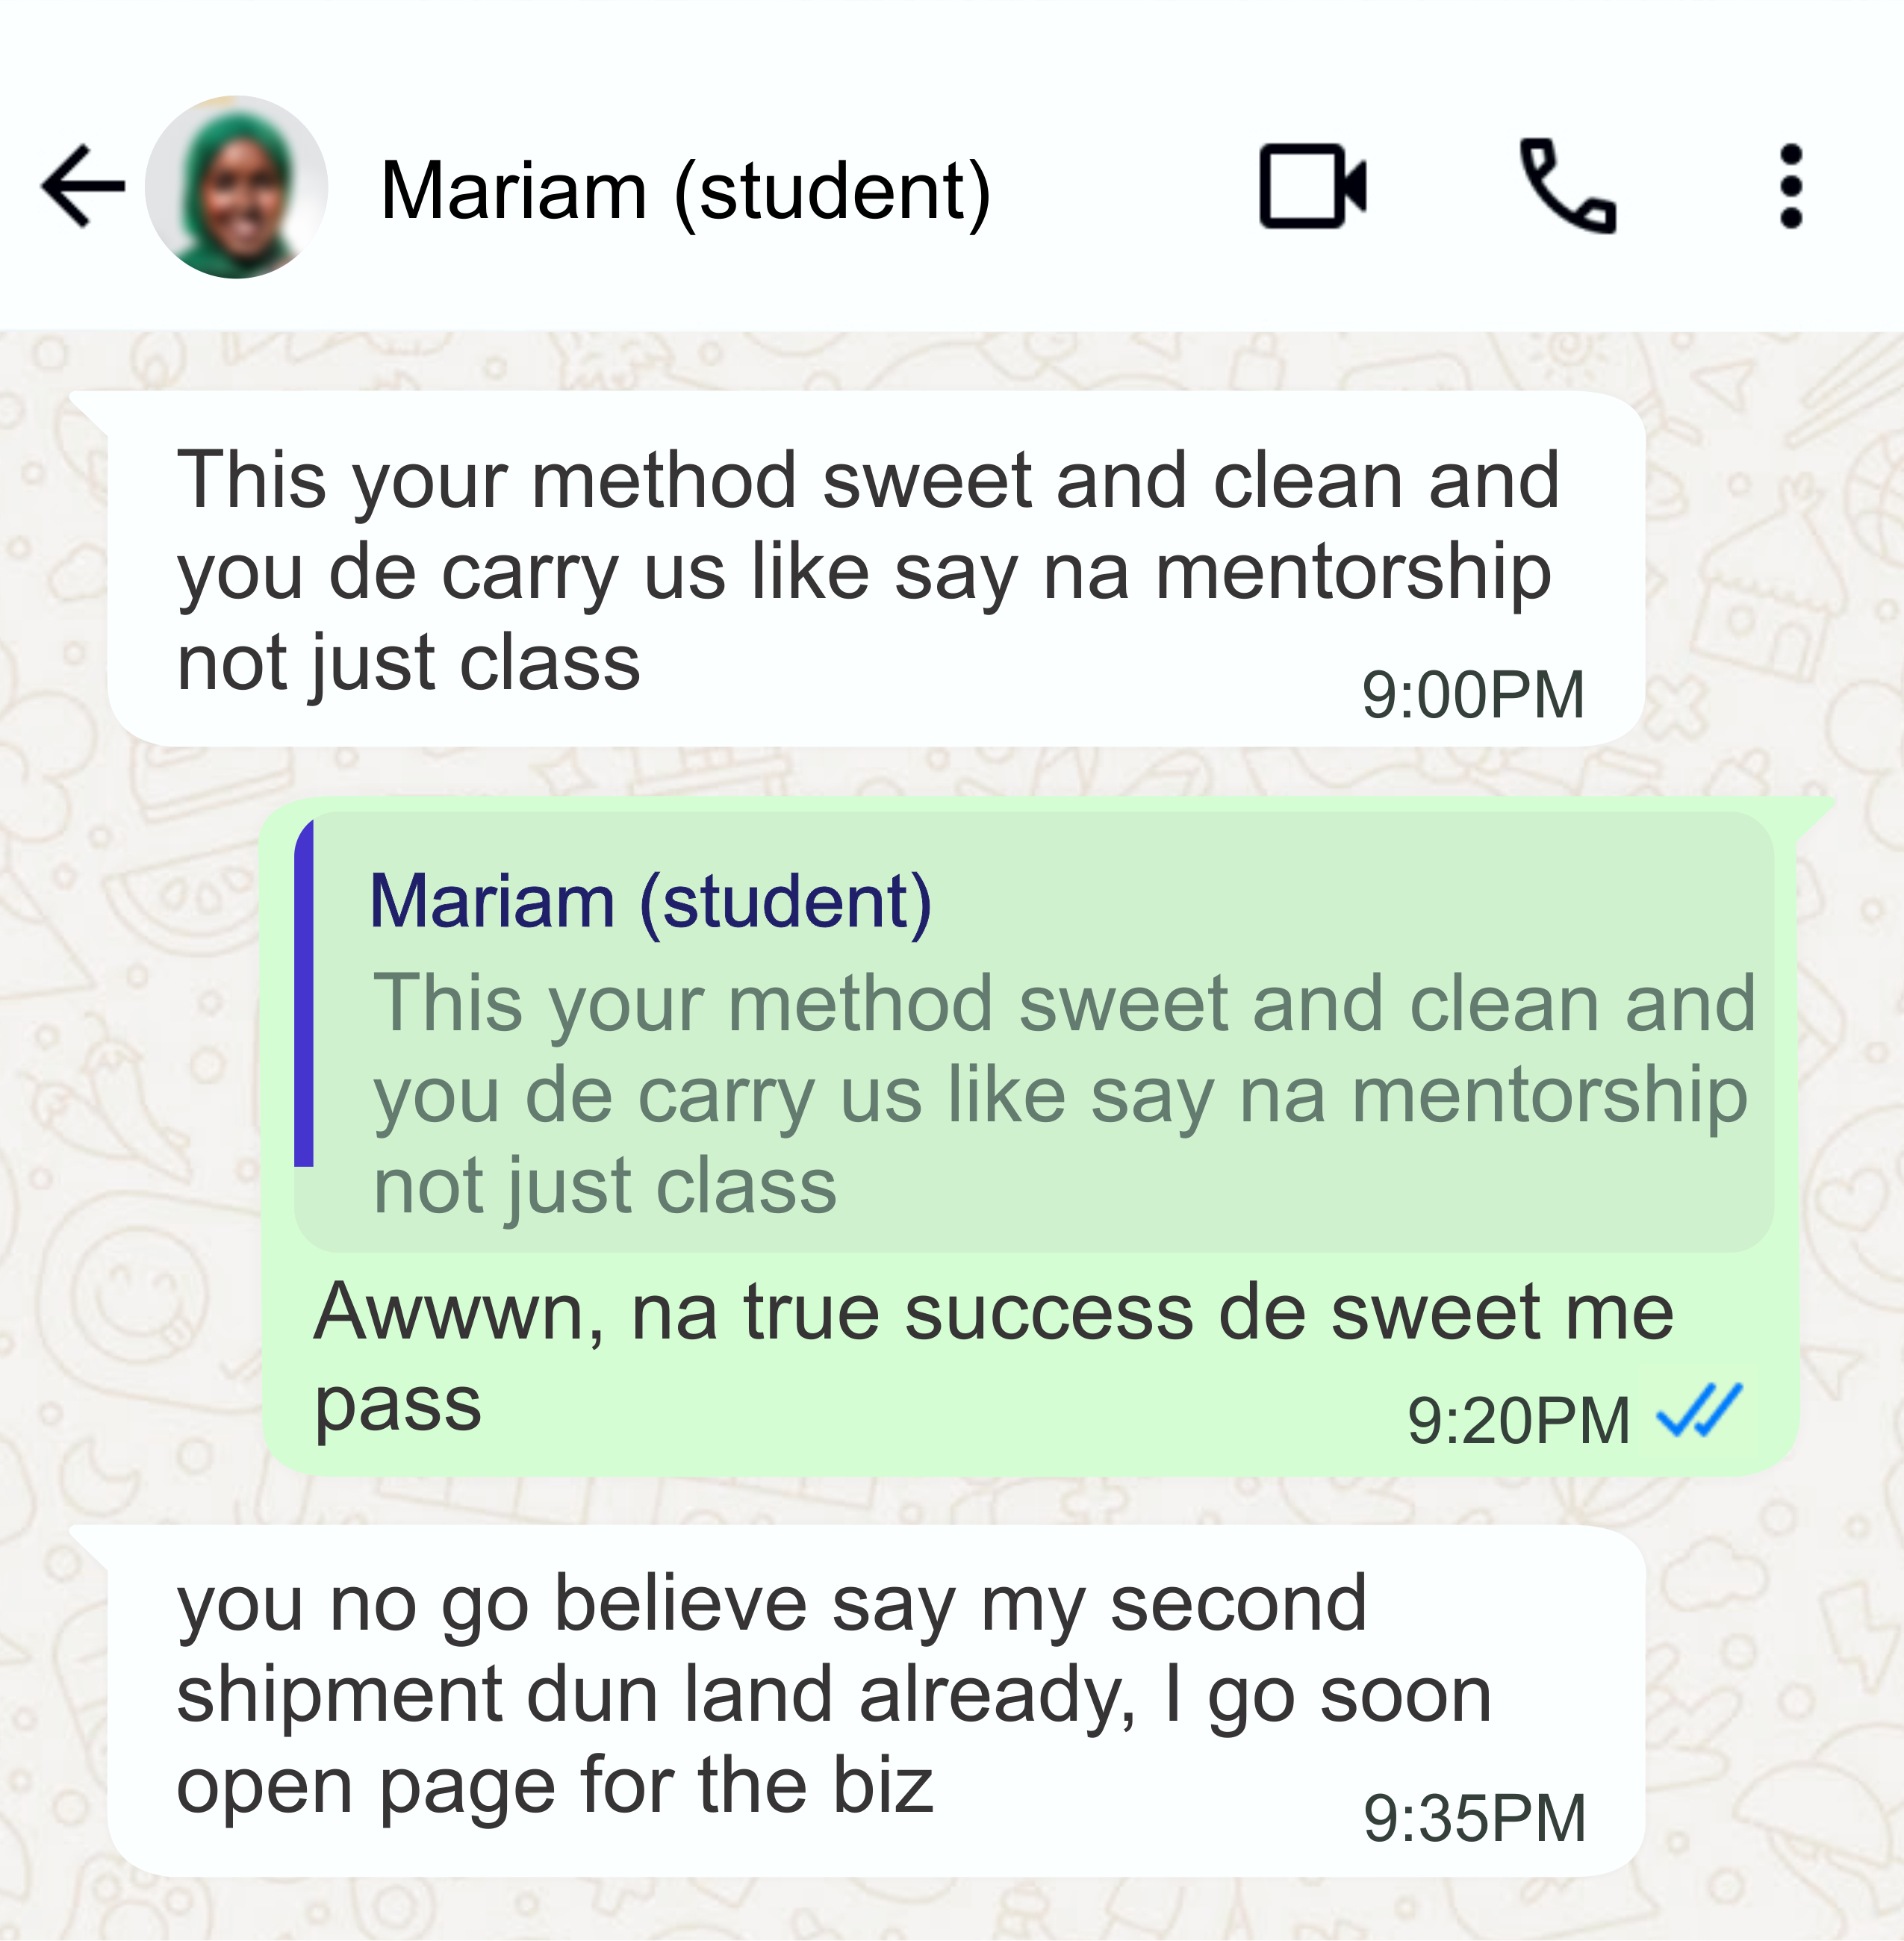 Mariam (student)
This your method sweet and clean and
you de carry us like say na mentorship
not just class
9:00PM
Mariam (student)
This your method sweet and clean and
you de carry us like say na mentorship
not just class
Awwwn, na true success de sweet me
pass
9:20PM
you no go believe say my second
shipment dun land already, I go soon
open page for the biz
9:35PM